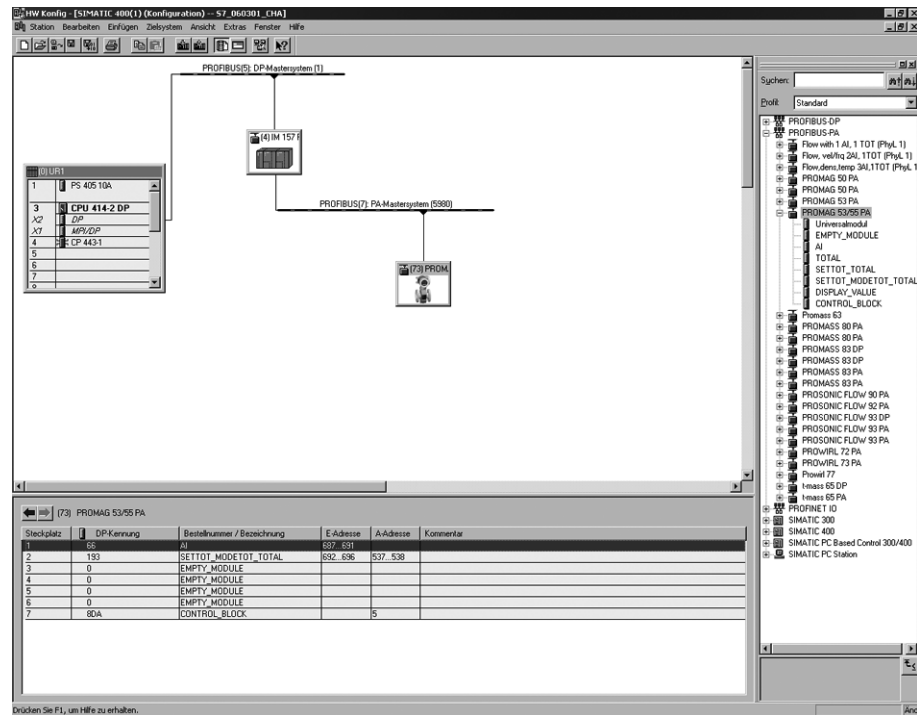 HW Konfig - [SIMATIC 400(1) (Konfiguration) -- S7_060301_CHA]
Station Bearbeiten Einfügen Zielsystem Ansicht Extras Fenster Hilfe
PROFIBUS(5): DP-Mastersystem (1)
(4) IM 157
(0) UR1
1 PS 405 10A
3 CPU 414-2 DP
X2 DP
X1 MPI/DP
4 CP 443-1
5
6
7
PROFIBUS(7): PA-Mastersystem (5980)
(73) PROM
Suchen:
Profil: Standard
PROFIBUS-DP
PROFIBUS-PA
Flow with 1 AI, 1 TOT (PhyL 1)
Flow, vel/frq 2AI, 1TOT (PhyL 1)
Flow,dens,temp 3AI,1TOT (PhyL 1
PROMAG 50 PA
PROMAG 50 PA
PROMAG 53 PA
PROMAG 53/55 PA
Universalmodul
EMPTY_MODULE
AI
TOTAL
SETTOT_TOTAL
SETTOT_MODETOT_TOTAL
DISPLAY_VALUE
CONTROL_BLOCK
Promass 63
PROMASS 80 PA
PROMASS 80 PA
PROMASS 83 DP
PROMASS 83 DP
PROMASS 83 PA
PROMASS 83 PA
PROSONIC FLOW 90 PA
PROSONIC FLOW 92 PA
PROSONIC FLOW 93 DP
PROSONIC FLOW 93 PA
PROSONIC FLOW 93 PA
PROWIRL 72 PA
PROWIRL 73 PA
Prowirl 77
t-mass 65 DP
t-mass 65 PA
PROFINET IO
SIMATIC 300
SIMATIC 400
SIMATIC PC Based Control 300/400
SIMATIC PC Station
(73) PROMAG 53/55 PA
Steckplatz DP-Kennung Bestellnummer / Bezeichnung E-Adresse A-Adresse Kommentar
1 66 AI 687...691
2 193 SETTOT_MODETOT_TOTAL 692...696 537...538
3 0 EMPTY_MODULE
4 0 EMPTY_MODULE
5 0 EMPTY_MODULE
6 0 EMPTY_MODULE
7 8DA CONTROL_BLOCK 5
Drücken Sie F1, um Hilfe zu erhalten.